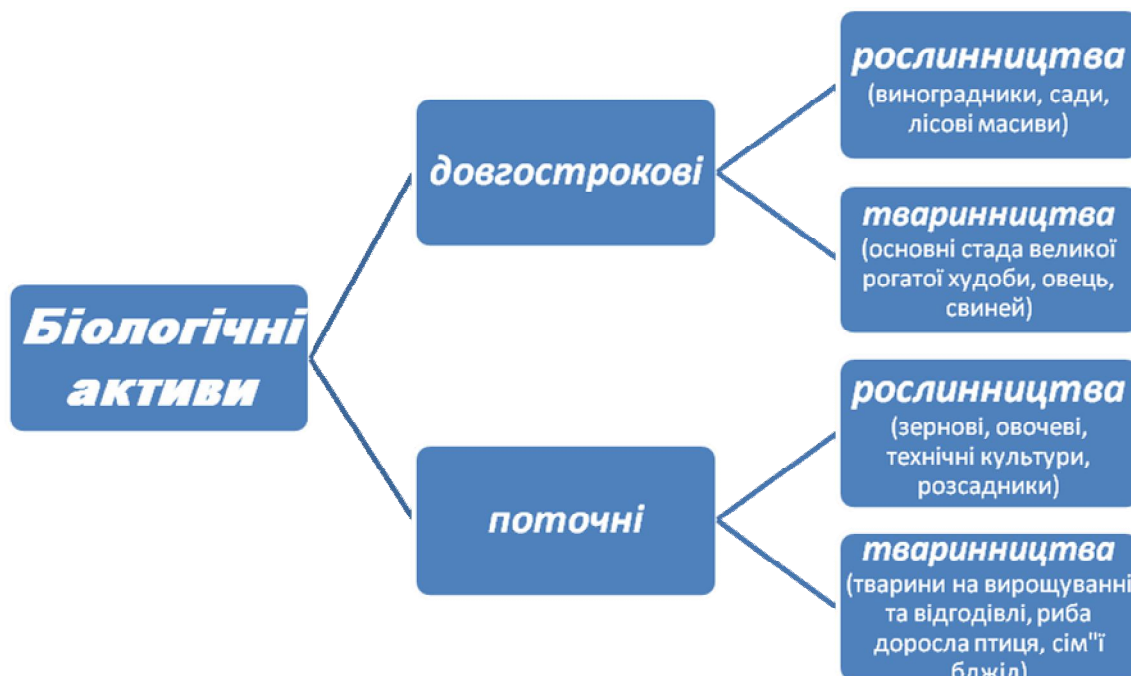 Біологічні
активи
довгострокові
поточні
рослинництва
(виноградники, сади,
лісові масиви)
тваринництва
(основні стада великої
рогатої худоби, овець,
свиней)
рослинництва
(зернові, овочеві,
технічні культури,
розсадники)
тваринництва
(тварини на вирощуванні
та відгодівлі, риба
доросла птиця, сім"ї
бджіл)